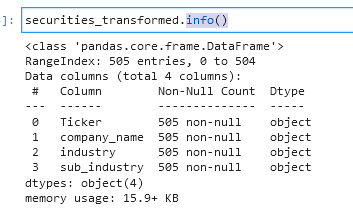 ]: securities_transformed.info()
<class 'pandas.core.frame.DataFrame'>
RangeIndex: 505 entries, 0 to 504
Data columns (total 4 columns):
 #   Column        Non-Null Count  Dtype
---  ------        --------------  -----
 0   Ticker        505 non-null    object
 1   company_name  505 non-null    object
 2   industry      505 non-null    object
 3   sub_industry  505 non-null    object
dtypes: object(4)
memory usage: 15.9+ KB